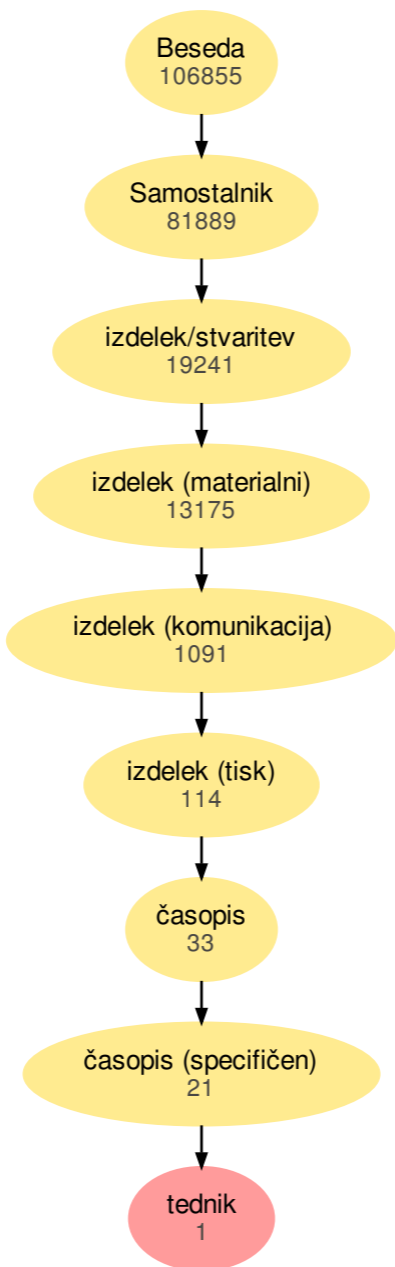 Beseda
106855
Samostalnik
81889
izdelek/stvaritev
19241
izdelek (materialni)
13175
izdelek (komunikacija)
1091
izdelek (tisk)
114
časopis
33
časopis (specifičen)
21
tednik
1